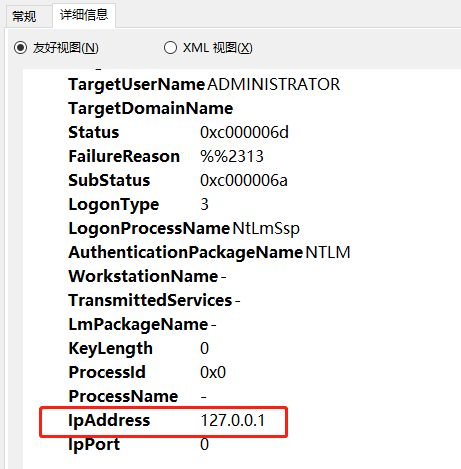 常规 详细信息
友好视图(N) XML 视图(X)
TargetUserName ADMINISTRATOR
TargetDomainName
Status 0xc000006d
FailureReason %%2313
SubStatus 0xc000006a
LogonType 3
LogonProcessName NtLmSsp
AuthenticationPackageName NTLM
WorkstationName -
TransmittedServices -
LmPackageName -
KeyLength 0
ProcessId 0x0
ProcessName -
IpAddress 127.0.0.1
IpPort 0